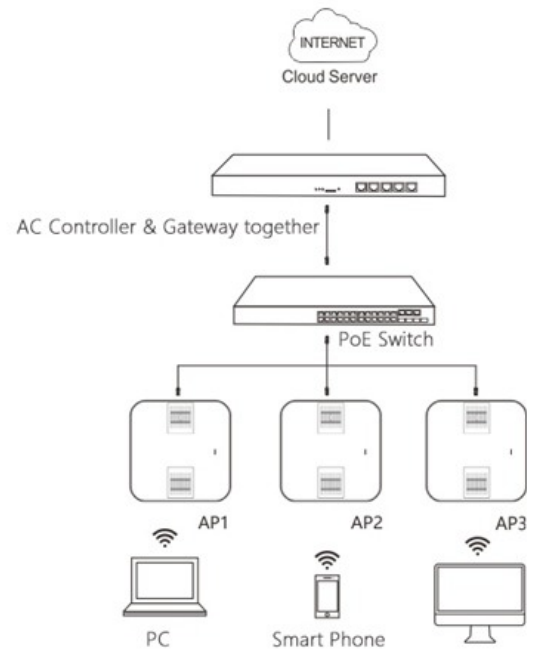 INTERNET
Cloud Server
AC Controller & Gateway together
PoE Switch
AP1
AP2
AP3
PC
Smart Phone